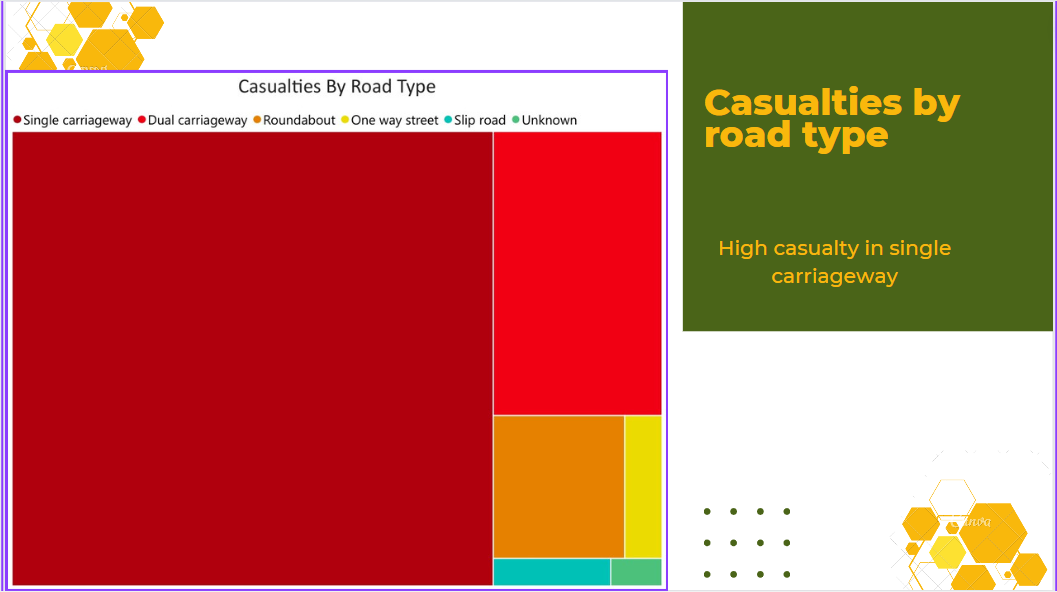 Casualties By Road Type
Single carriageway Dual carriageway Roundabout One way street Slip road Unknown
Casualties by
road type
High casualty in single
carriageway
Canva